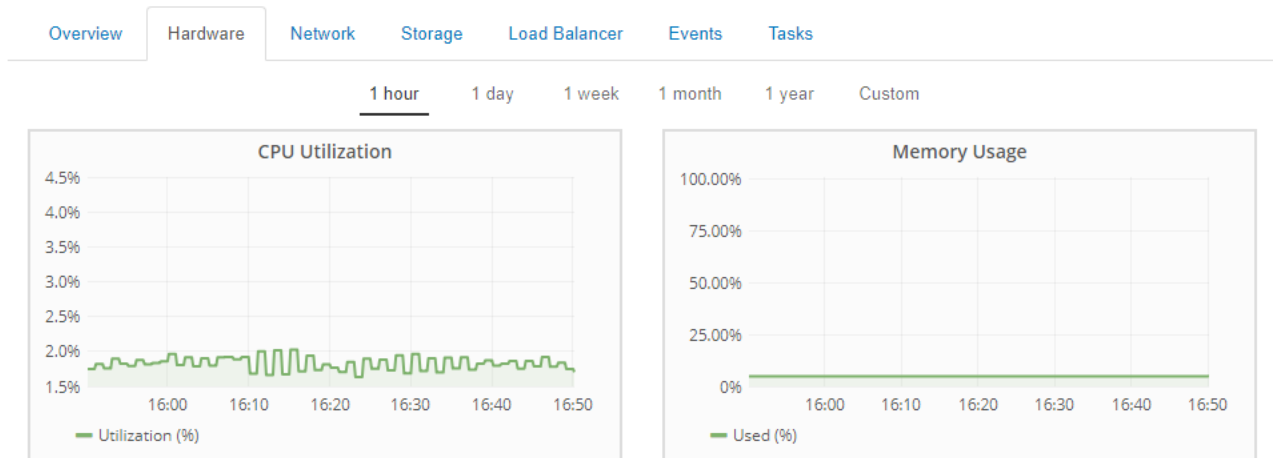 Overview Hardware Network Storage Load Balancer Events Tasks
1 hour 1 day 1 week 1 month 1 year Custom
CPU Utilization
4.5%
4.0%
3.5%
3.0%
2.5%
2.0%
1.5%
16:00 16:10 16:20 16:30 16:40 16:50
Utilization (%)
Memory Usage
100.00%
75.00%
50.00%
25.00%
0%
16:00 16:10 16:20 16:30 16:40 16:50
Used (%)